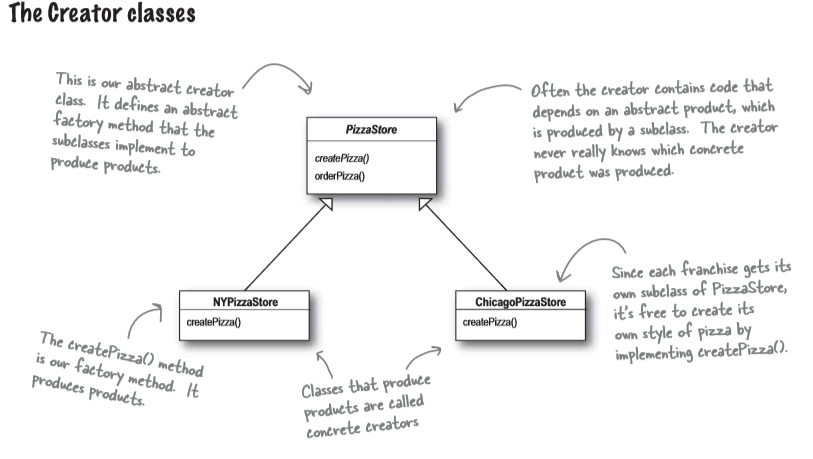 The Creator classes
This is our abstract creator
class. It defines an abstract
factory method that the
subclasses implement to
produce products.
Often the creator contains code that
depends on an abstract product, which
is produced by a subclass. The creator
never really knows which concrete
product was produced.
PizzaStore
createPizza()
orderPizza()
NYPizzaStore
createPizza()
ChicagoPizzaStore
createPizza()
Since each franchise gets its
own subclass of PizzaStore,
it's free to create its
own style of pizza by
implementing createPizza().
The createPizza() method
is our factory method. It
produces products.
Classes that produce
products are called
concrete creators